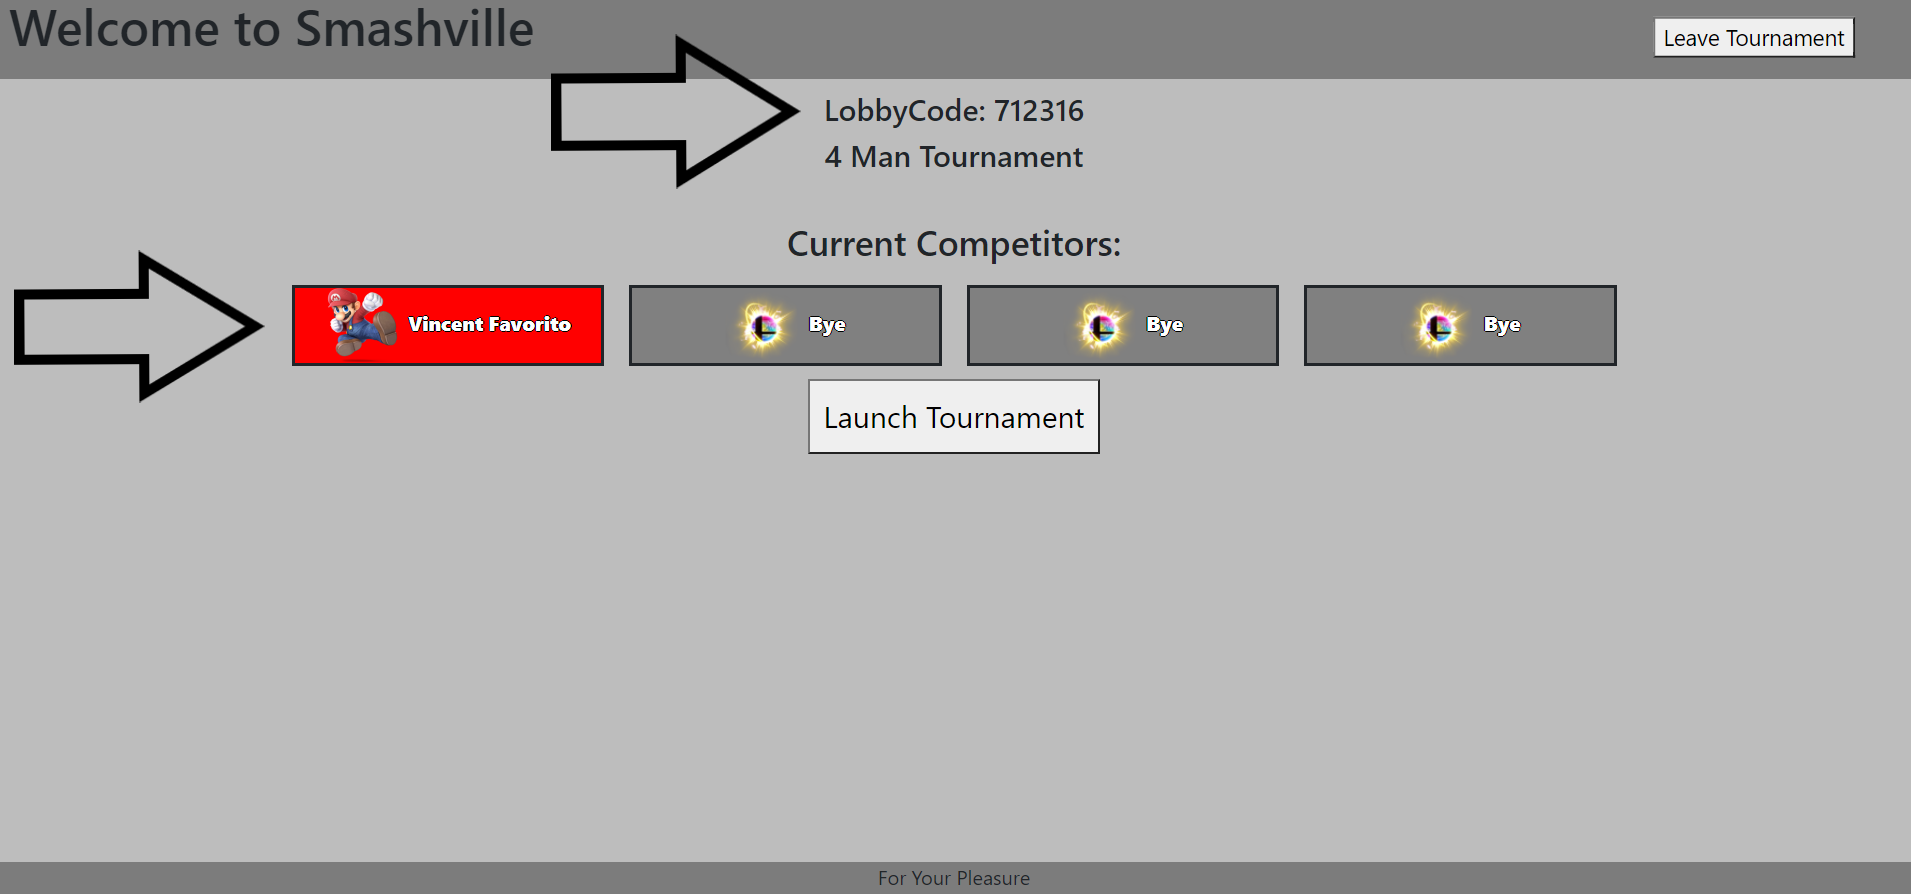 Welcome to Smashville
Leave Tournament
LobbyCode: 712316
4 Man Tournament
Current Competitors:
Vincent Favorito
Bye
Bye
Bye
Launch Tournament
For Your Pleasure